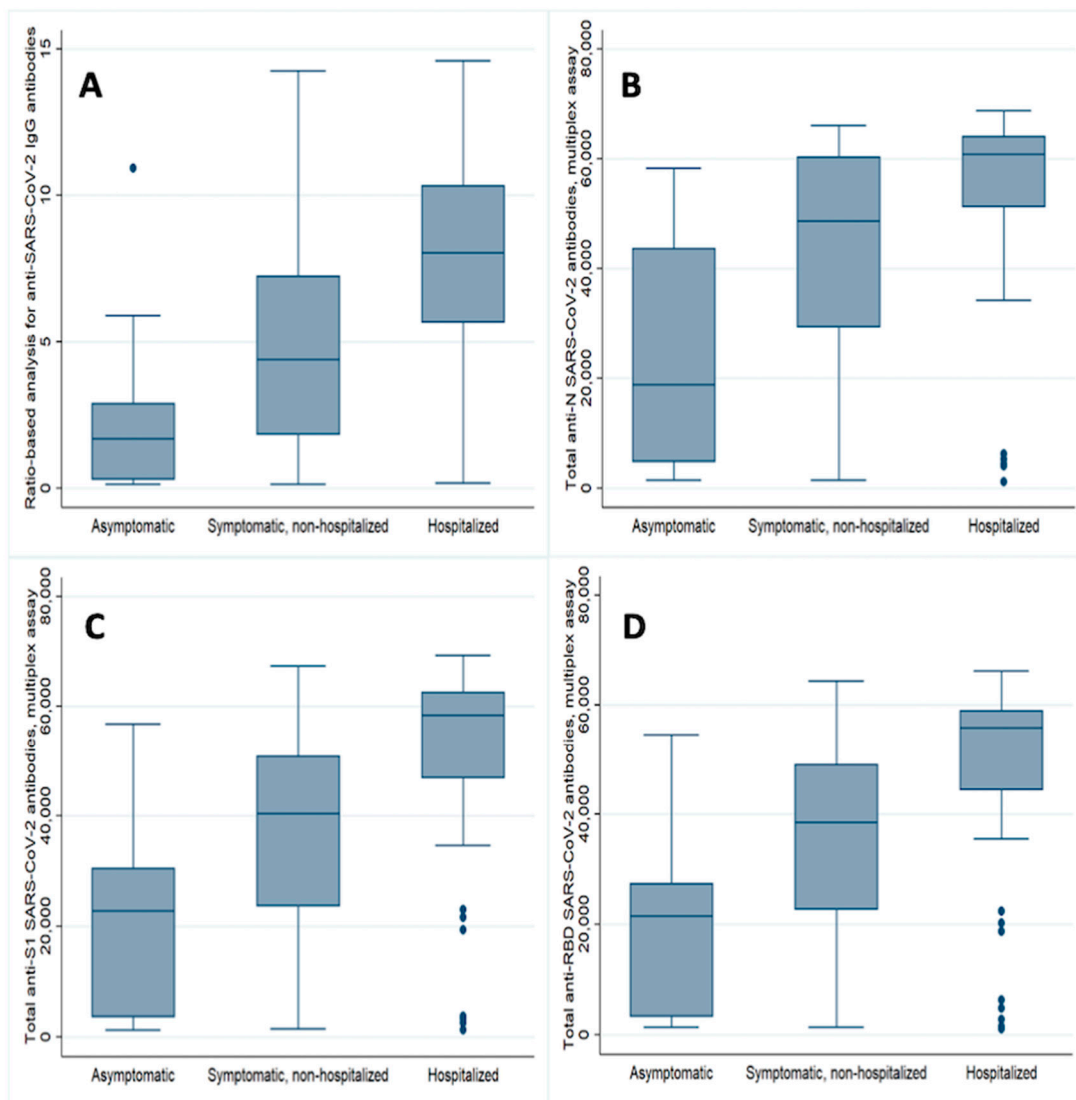 A
Ratio-based analysis for anti-SARS-CoV-2 IgG antibodies
15
10
5
0
Asymptomatic
Symptomatic, non-hospitalized
Hospitalized
B
Total anti-N SARS-CoV-2 antibodies, multiplex assay
80,000
60,000
40,000
20,000
0
Asymptomatic
Symptomatic, non-hospitalized
Hospitalized
C
Total anti-S1 SARS-CoV-2 antibodies, multiplex assay
80,000
60,000
40,000
20,000
0
Asymptomatic
Symptomatic, non-hospitalized
Hospitalized
D
Total anti-RBD SARS-CoV-2 antibodies, multiplex assay
80,000
60,000
40,000
20,000
0
Asymptomatic
Symptomatic, non-hospitalized
Hospitalized